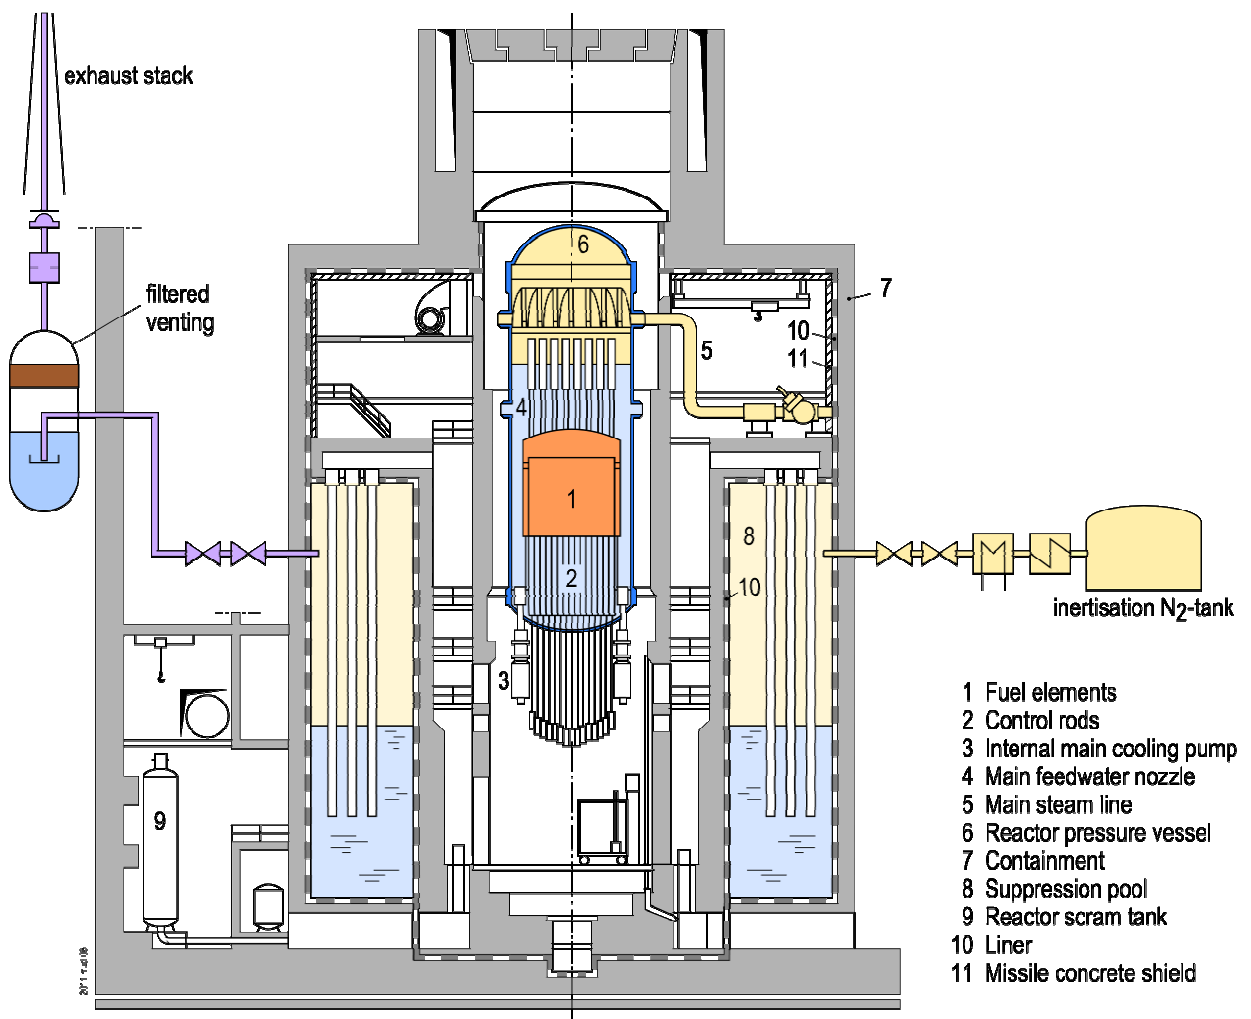 exhaust stack
filtered
venting
6
7
10
5
11
4
1
8
2
10
inertisation N2-tank
3
9
1 Fuel elements
2 Control rods
3 Internal main cooling pump
4 Main feedwater nozzle
5 Main steam line
6 Reactor pressure vessel
7 Containment
8 Suppression pool
9 Reactor scram tank
10 Liner
11 Missile concrete shield